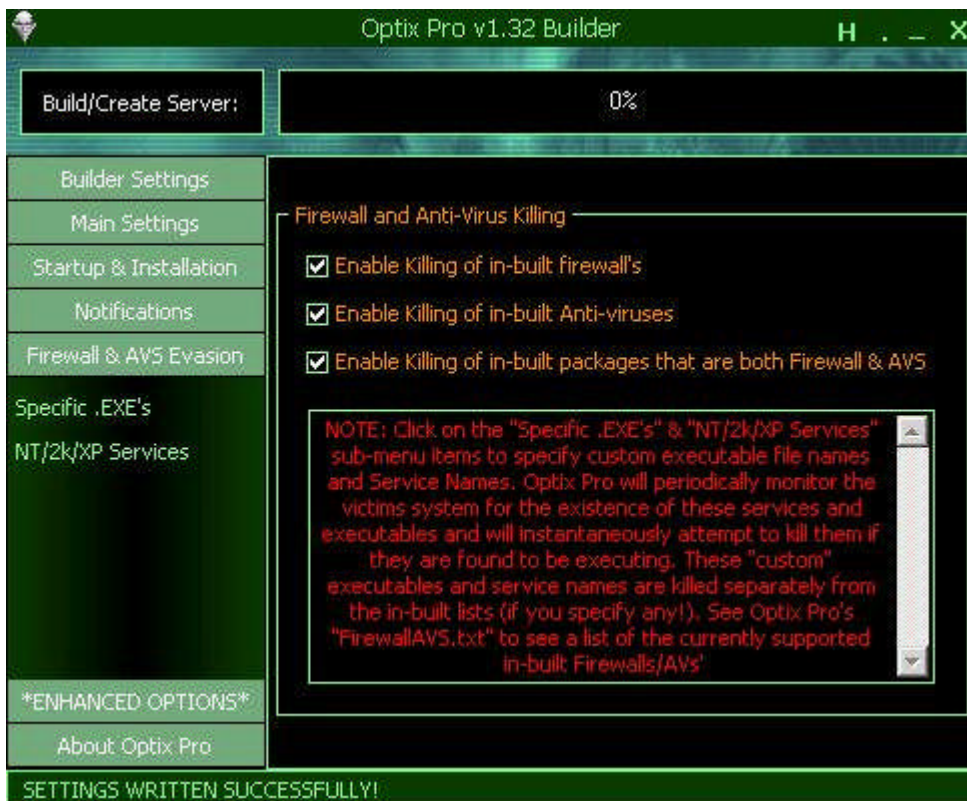 Optix Pro v1.32 Builder
H . _ X
Build/Create Server:
0%
Builder Settings
Main Settings
Startup & Installation
Notifications
Firewall & AVS Evasion
Specific .EXE's
NT/2k/XP Services
*ENHANCED OPTIONS*
About Optix Pro
Firewall and Anti-Virus Killing
Enable Killing of in-built firewall's
Enable Killing of in-built Anti-viruses
Enable Killing of in-built packages that are both Firewall & AVS
NOTE: Click on the "Specific .EXE's" & "NT/2k/XP Services"
sub-menu items to specify custom executable file names
and Service Names. Optix Pro will periodically monitor the
victims system for the existence of these services and
executables and will instantaneously attempt to kill them if
they are found to be executing. These "custom"
executables and service names are killed separately from
the in-built lists (if you specify any!). See Optix Pro's
"FirewallAVS.txt" to see a list of the currently supported
in-built Firewalls/AVs'
SETTINGS WRITTEN SUCCESSFULLY!